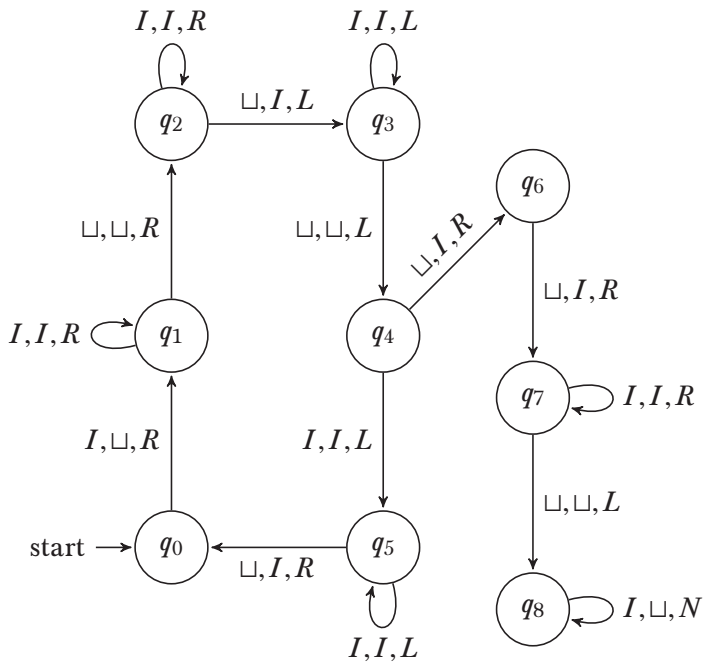 I, I, R
I, I, L
q2
⊔, I, L
q3
q6
⊔, ⊔, R
⊔, ⊔, L
⊔, I, R
⊔, I, R
I, I, R
q1
q4
q7
I, I, R
I, ⊔, R
I, I, L
⊔, ⊔, L
start
q0
⊔, I, R
q5
q8
I, ⊔, N
I, I, L